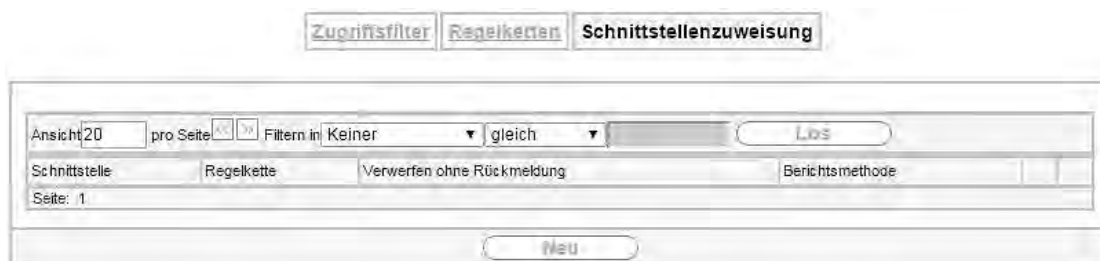 Zugriffsfilter Regelketten Schnittstellenzuweisung
Ansicht 20 pro Seite << >> Filtern in Keiner gleich Los
Schnittstelle Regelkette Verwerfen ohne Rückmeldung Berichtsmethode
Seite: 1
Neu